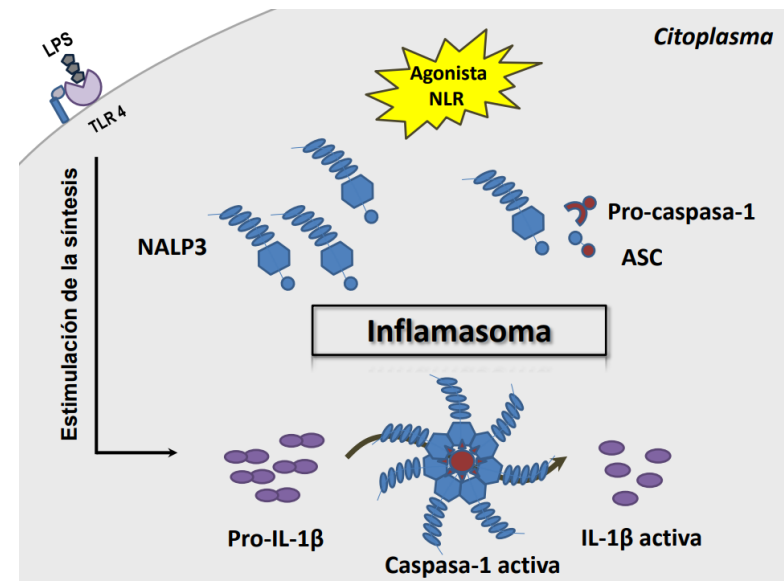 LPS
TLR 4
Citoplasma
Agonista
NLR
Estimulación de la síntesis
NALP3
Pro-caspasa-1
ASC
Inflamasoma
Pro-IL-1β
Caspasa-1 activa
IL-1β activa